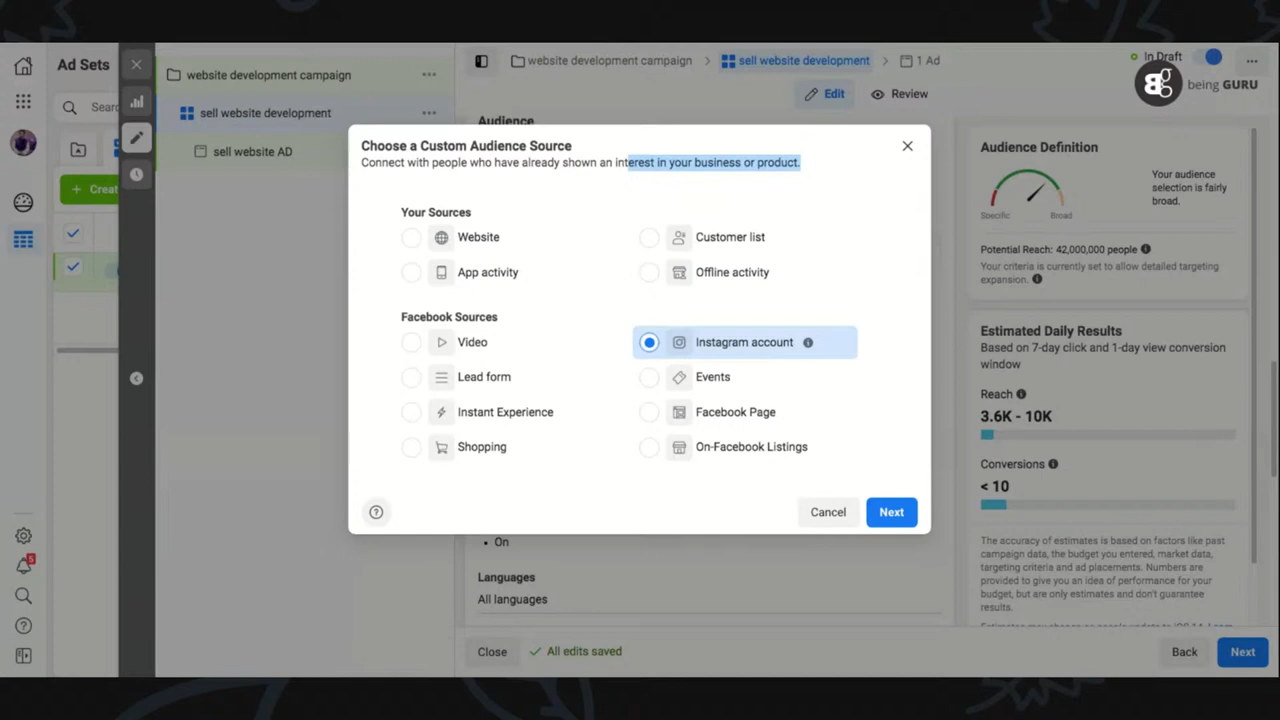 Ad Sets
Searc
Creat
website development campaign
sell website development
sell website AD
website development campaign
sell website development
1 Ad
In Draft
Edit
Review
being GURU
Audience
Choose a Custom Audience Source
Connect with people who have already shown an interest in your business or product.
Your Sources
Website
Customer list
App activity
Offline activity
Facebook Sources
Video
Instagram account
Lead form
Events
Instant Experience
Facebook Page
Shopping
On-Facebook Listings
Cancel
Next
On
Languages
All languages
Close
All edits saved
Back
Next
Audience Definition
Your audience
selection is fairly
broad.
Specific
Broad
Potential Reach: 42,000,000 people
Your criteria is currently set to allow detailed targeting
expansion.
Estimated Daily Results
Based on 7-day click and 1-day view conversion
window
Reach
3.6K - 10K
Conversions
< 10
The accuracy of estimates is based on factors like past
campaign data, the budget you entered, market data,
targeting criteria and ad placements. Numbers are
provided to give you an idea of performance for your
budget, but are only estimates and don't guarantee
results.
5